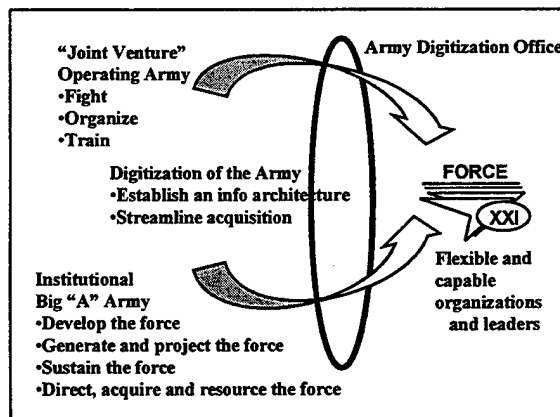 "Joint Venture"
Operating Army
•Fight
•Organize
•Train
Army Digitization Office
Digitization of the Army
•Establish an info architecture
•Streamline acquisition
FORCE
XXI
Flexible and
capable
organizations
and leaders
Institutional
Big "A" Army
•Develop the force
•Generate and project the force
•Sustain the force
•Direct, acquire and resource the force